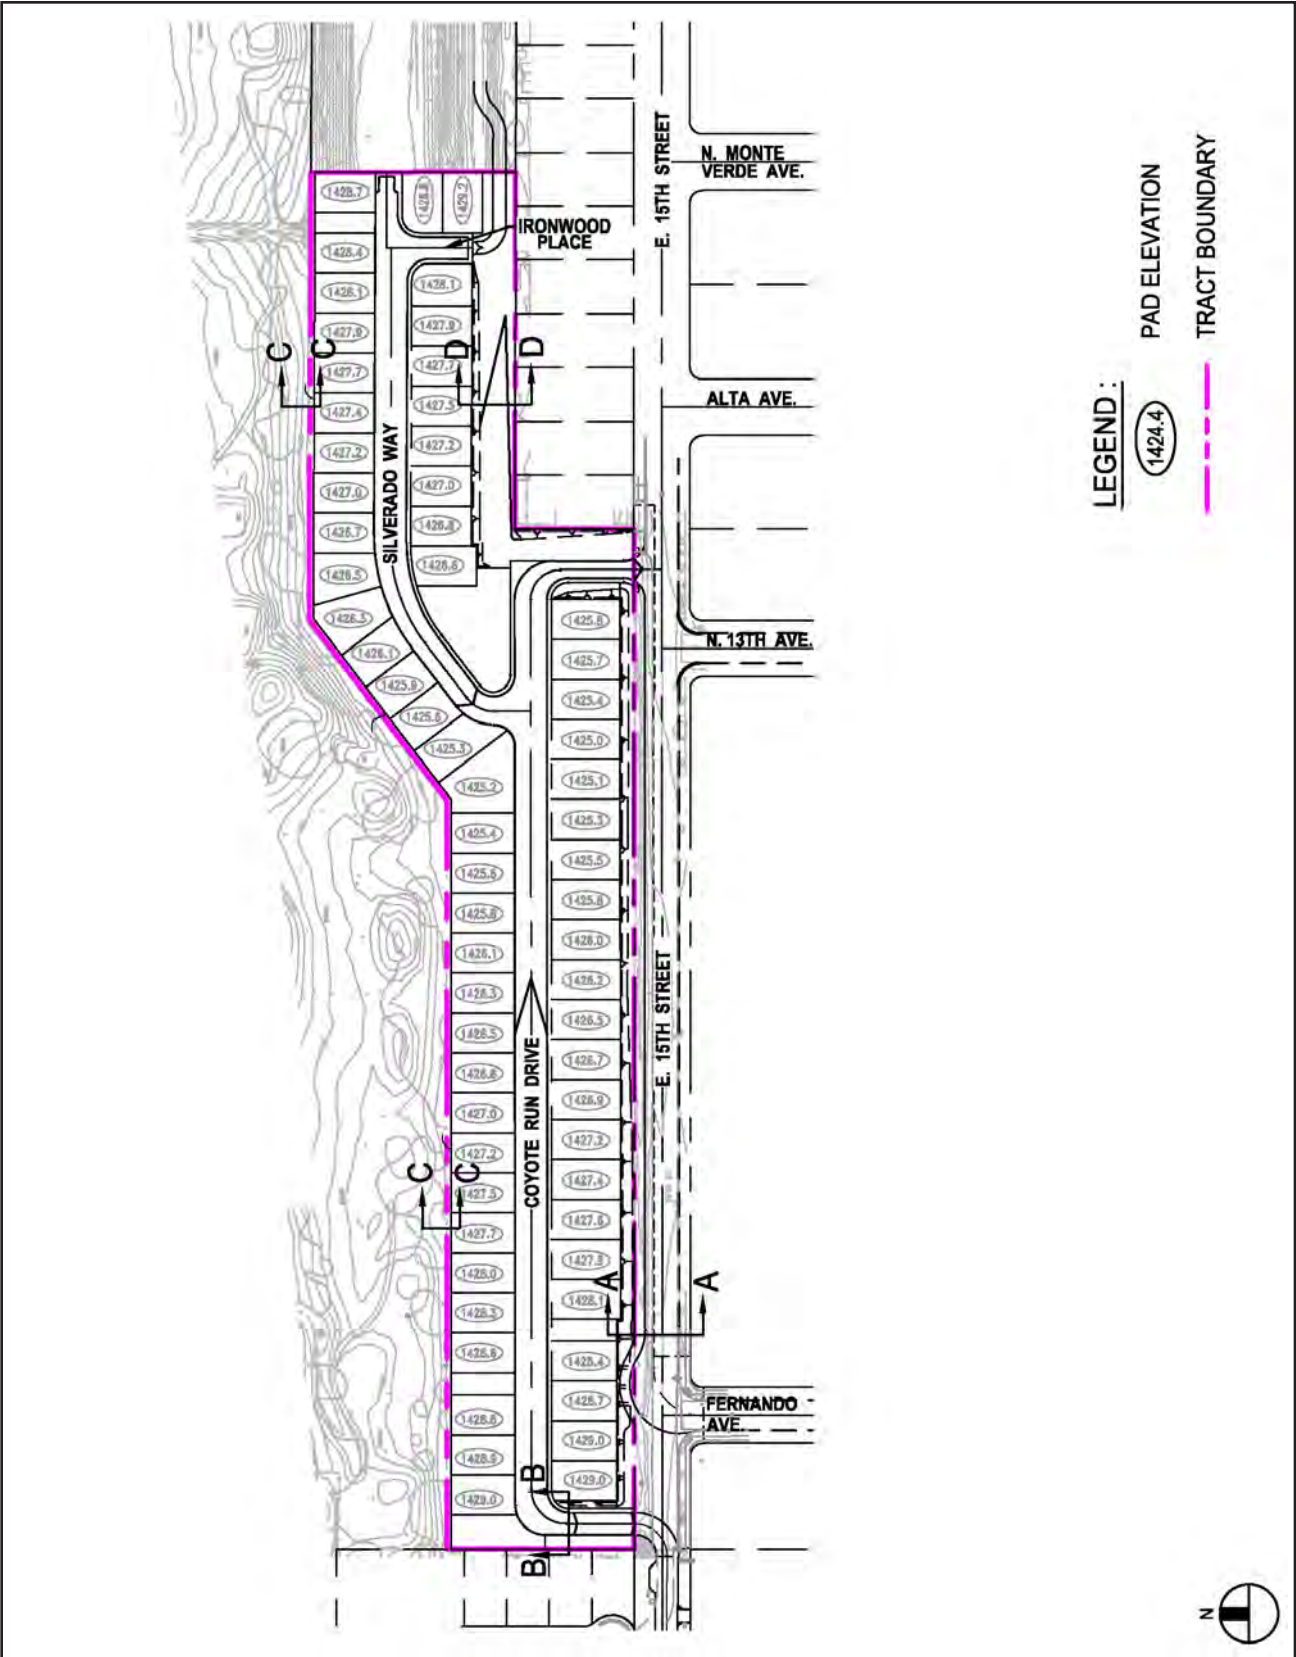 1428.7
1428.4
1428.1
1427.9
1427.7
1427.4
1427.2
1427.0
1426.7
1426.5
1426.3
1426.1
1425.9
1425.6
1425.3
1425.2
1425.4
1425.6
1425.8
1426.1
1426.3
1426.5
1426.8
1427.0
1427.2
1427.5
1427.7
1428.0
1428.3
1428.6
1428.8
1428.9
1429.0
C
C
C
C
SILVERADO WAY
1428.8
1429.2
IRONWOOD
PLACE
1428.1
1427.9
1427.7
1427.5
1427.2
1427.0
1426.8
1426.6
D
D
COYOTE RUN DRIVE
1425.8
1425.7
1425.4
1425.0
1425.1
1425.3
1425.5
1425.8
1426.0
1426.2
1426.5
1426.7
1426.9
1427.2
1427.4
1427.6
1427.9
1428.1
1428.4
1428.7
1429.0
1429.0
A
A
B
B
E. 15TH STREET
E. 15TH STREET
N. MONTE
VERDE AVE.
ALTA AVE.
N. 13TH AVE.
FERNANDO
AVE.
LEGEND :
1424.4 PAD ELEVATION
TRACT BOUNDARY
N